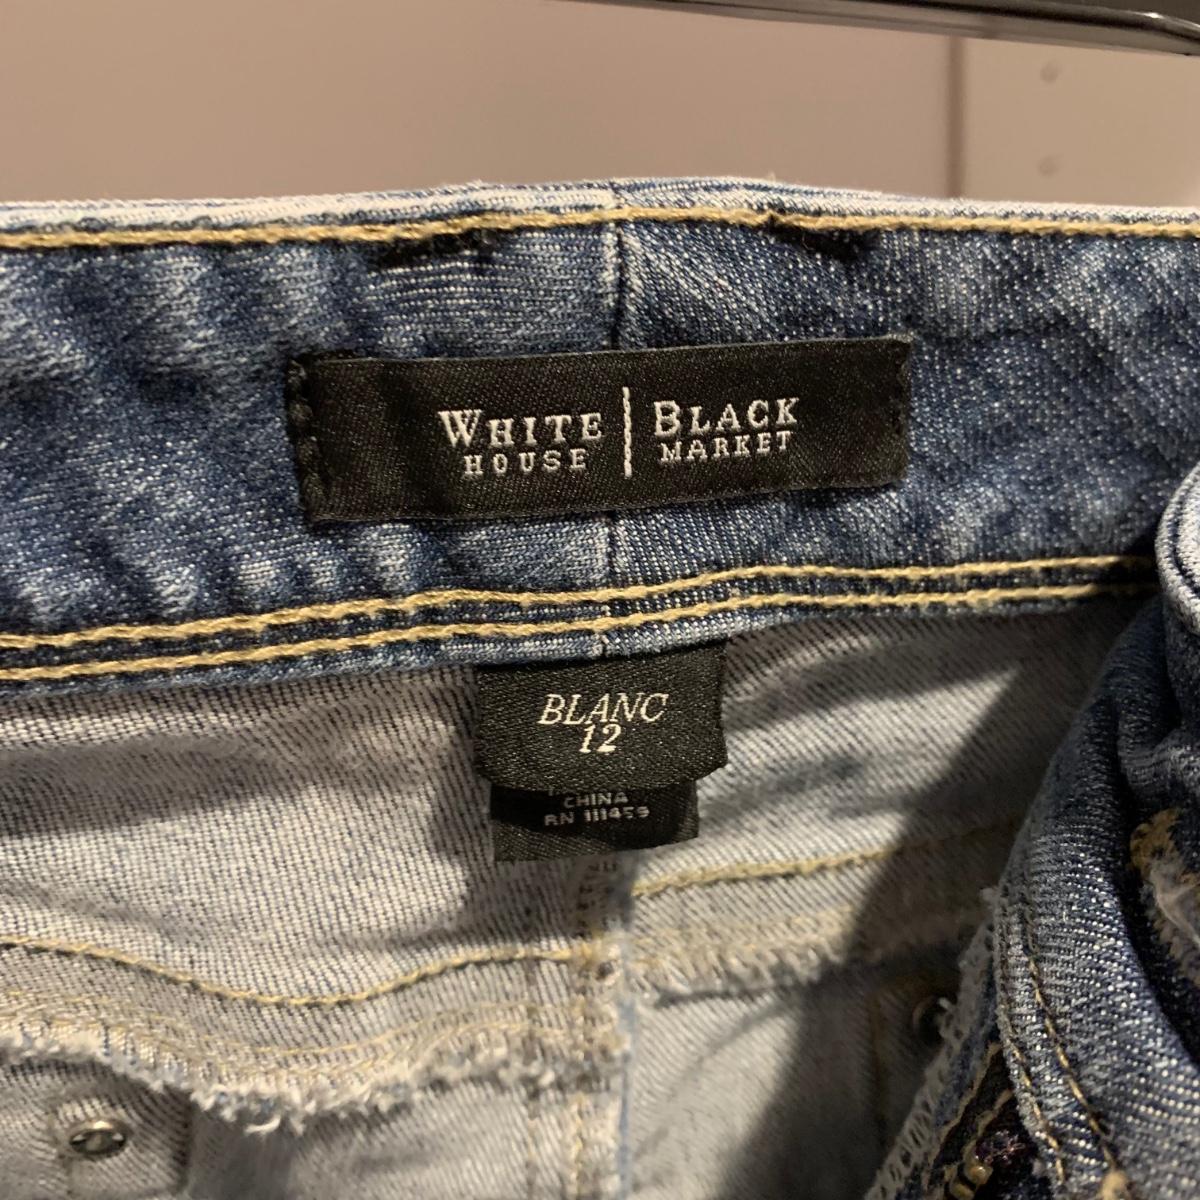 WHITE | BLACK
HOUSE MARKET
BLANC
12
CHINA
RN 111459